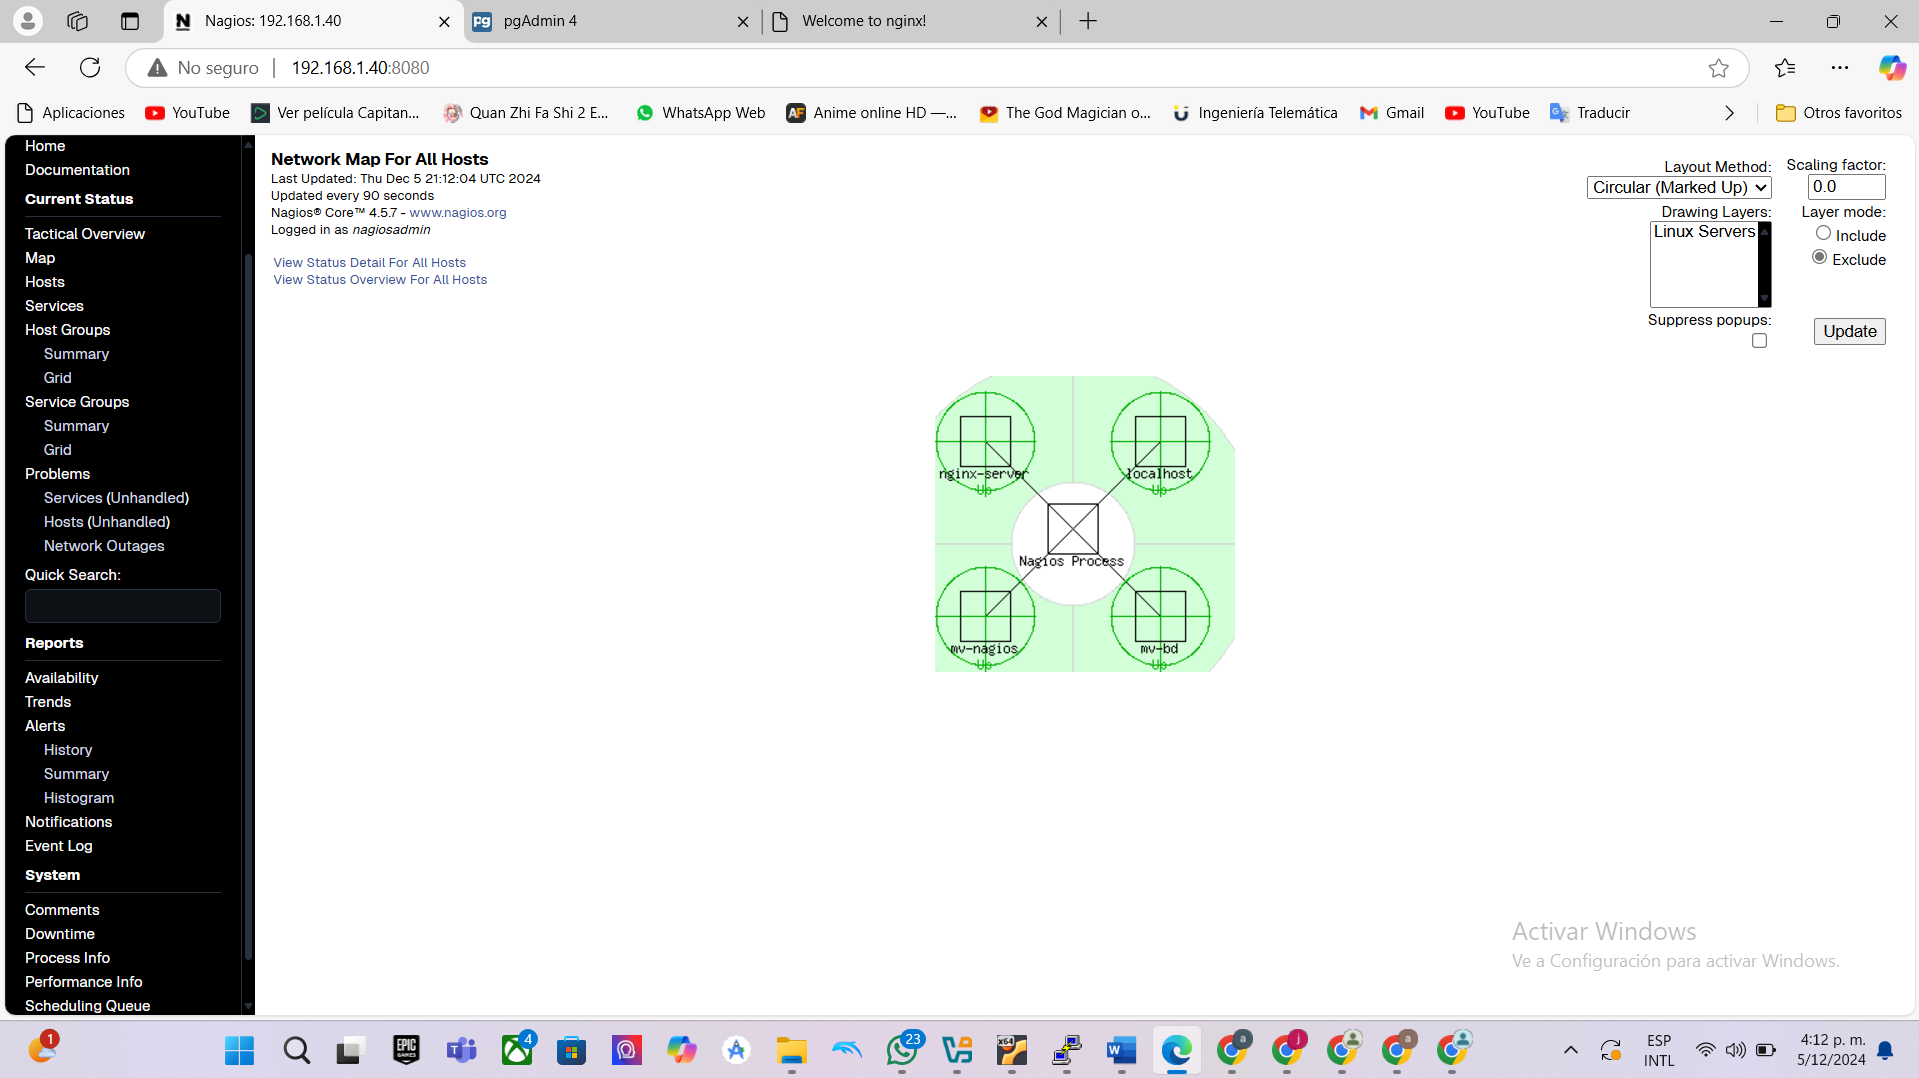 Nagios: 192.168.1.40
pgAdmin 4
Welcome to nginx!
No seguro
192.168.1.40:8080
Aplicaciones
YouTube
Ver película Capitan...
Quan Zhi Fa Shi 2 E...
WhatsApp Web
Anime online HD —...
The God Magician o...
Ingeniería Telemática
Gmail
YouTube
Traducir
Otros favoritos
Home
Documentation
Current Status
Tactical Overview
Map
Hosts
Services
Host Groups
Summary
Grid
Service Groups
Summary
Grid
Problems
Services (Unhandled)
Hosts (Unhandled)
Network Outages
Quick Search:
Reports
Availability
Trends
Alerts
History
Summary
Histogram
Notifications
Event Log
System
Comments
Downtime
Process Info
Performance Info
Scheduling Queue
Network Map For All Hosts
Last Updated: Thu Dec 5 21:12:04 UTC 2024
Updated every 90 seconds
Nagios® Core™ 4.5.7 - www.nagios.org
Logged in as nagiosadmin
View Status Detail For All Hosts
View Status Overview For All Hosts
Layout Method:
Circular (Marked Up)
Scaling factor:
0.0
Drawing Layers:
Linux Servers
Layer mode:
Include
Exclude
Suppress popups:
Update
nginx-server
Up
localhost
Up
Nagios Process
mv-nagios
Up
mv-bd
Up
Activar Windows
Ve a Configuración para activar Windows.
1
EPIC
GAMES
4
23
x64
a
j
a
ESP
INTL
4:12 p. m.
5/12/2024